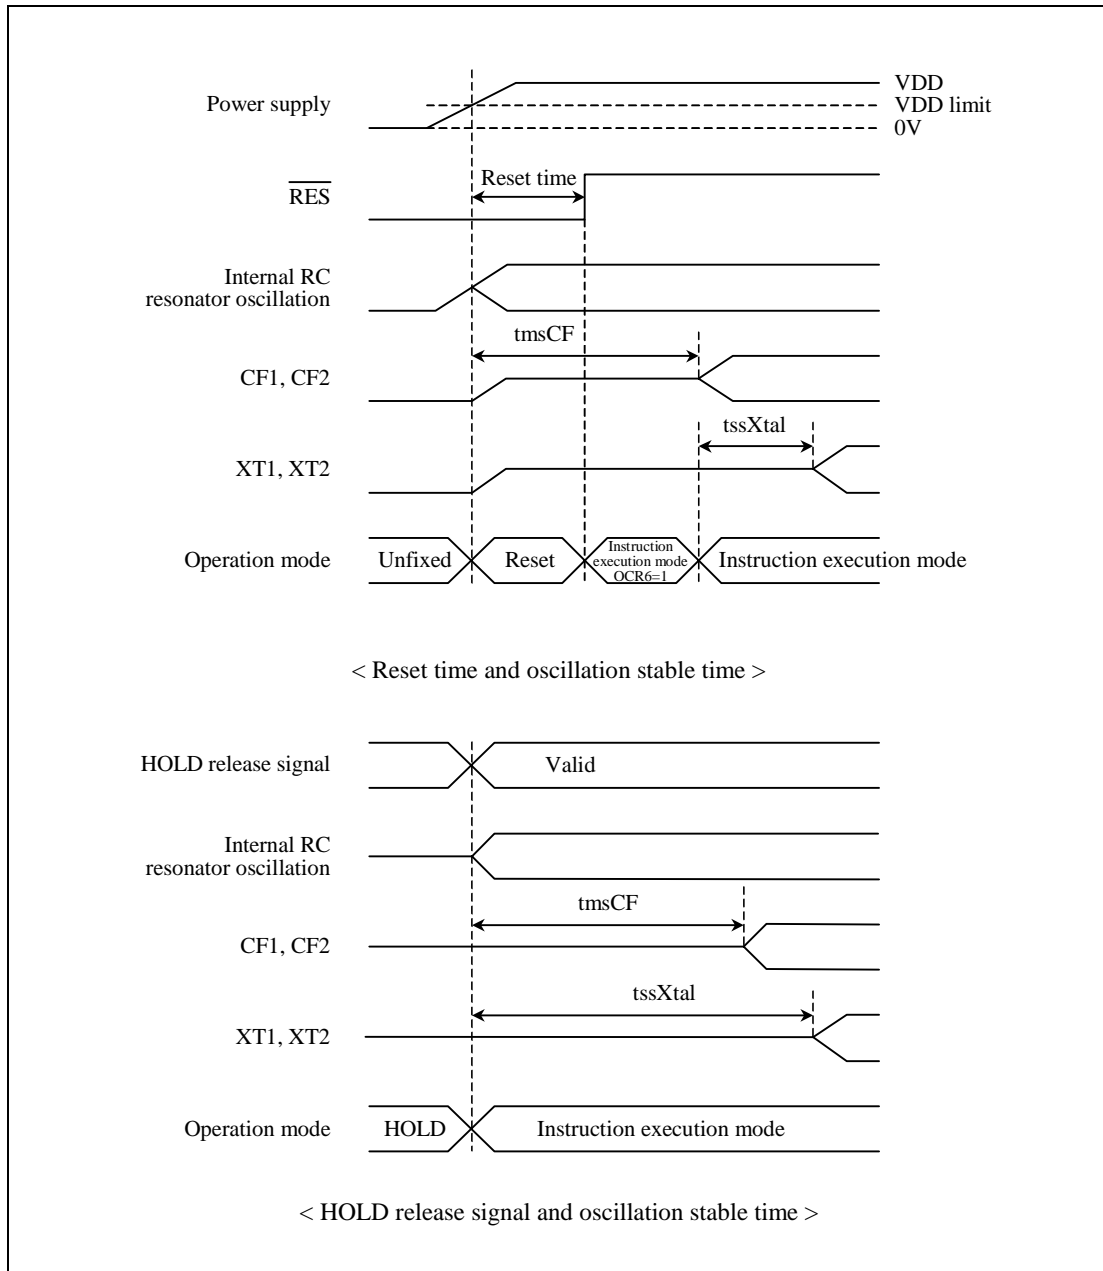 VDD
Power supply
VDD limit
0V
Reset time
RES
Internal RC
resonator oscillation
tmsCF
CF1, CF2
tssXtal
XT1, XT2
Operation mode
Unfixed
Reset
Instruction
execution mode
OCR6=1
Instruction execution mode
< Reset time and oscillation stable time >
HOLD release signal
Valid
Internal RC
resonator oscillation
tmsCF
CF1, CF2
tssXtal
XT1, XT2
Operation mode
HOLD
Instruction execution mode
< HOLD release signal and oscillation stable time >